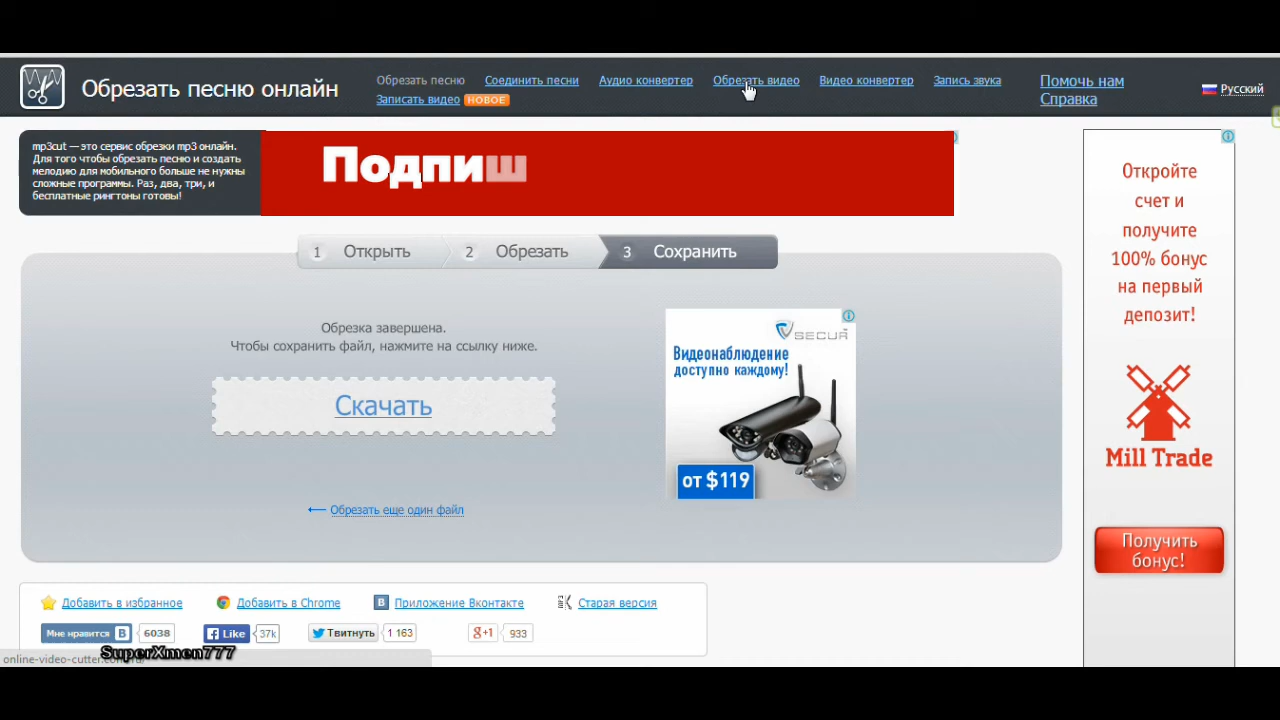 Обрезать песню онлайн
Обрезать песню Соединить песни Аудио конвертер Обрезать видео Видео конвертер Запись звука
Записать видео НОВОЕ
Помочь нам
Справка
Русский
mp3cut — это сервис обрезки mp3 онлайн.
Для того чтобы обрезать песню и создать
мелодию для мобильного больше не нужны
сложные программы. Раз, два, три, и
бесплатные рингтоны готовы!
Подпиш
1 Открыть 2 Обрезать 3 Сохранить
Обрезка завершена.
Чтобы сохранить файл, нажмите на ссылку ниже.
Скачать
← Обрезать еще один файл
SECUR
Видеонаблюдение
доступно каждому!
от $119
Откройте
счет и
получите
100% бонус
на первый
депозит!
Mill Trade
Получить
бонус!
Добавить в избранное Добавить в Chrome Приложение Вконтакте Старая версия
Мне нравится B 6038 Like 37k Твитнуть 1 163 g+1 933
SuperXmen777